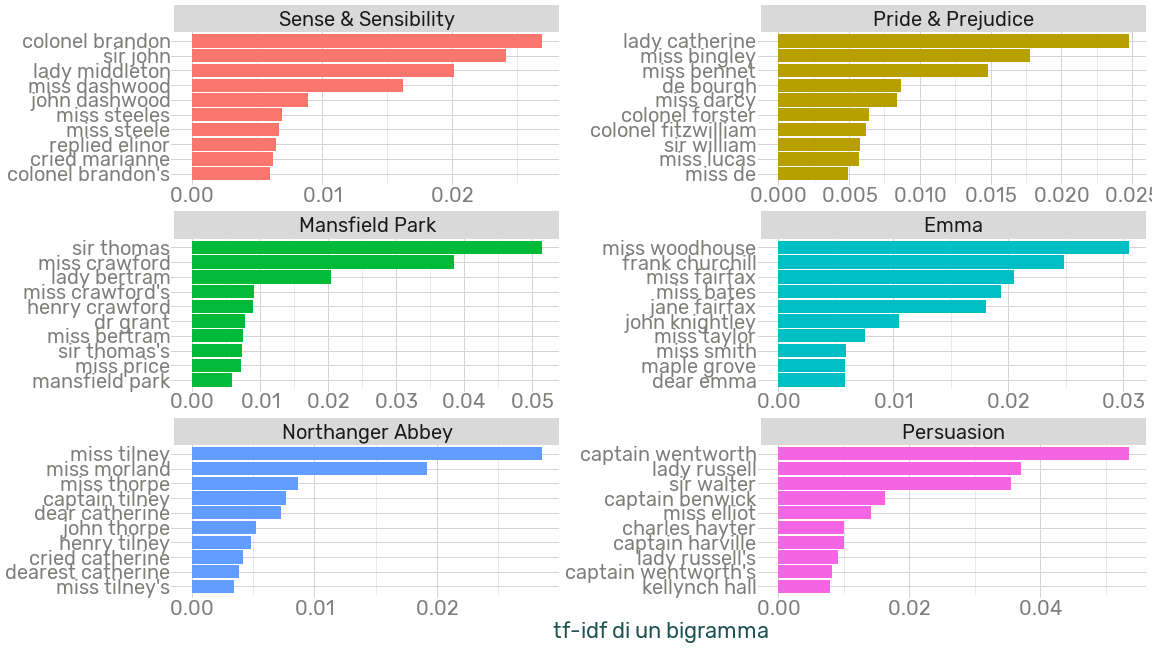 Sense & Sensibility
colonel brandon
sir john
lady middleton
miss dashwood
john dashwood
miss steeles
miss steele
replied elinor
cried marianne
colonel brandon's
0.00 0.01 0.02
Pride & Prejudice
lady catherine
miss bingley
miss bennet
de bourgh
miss darcy
colonel forster
colonel fitzwilliam
sir william
miss lucas
miss de
0.000 0.005 0.010 0.015 0.020 0.025
Mansfield Park
sir thomas
miss crawford
lady bertram
miss crawford's
henry crawford
dr grant
miss bertram
sir thomas's
miss price
mansfield park
0.00 0.01 0.02 0.03 0.04 0.05
Emma
miss woodhouse
frank churchill
miss fairfax
miss bates
jane fairfax
john knightley
miss taylor
miss smith
maple grove
dear emma
0.00 0.01 0.02 0.03
Northanger Abbey
miss tilney
miss morland
miss thorpe
captain tilney
dear catherine
john thorpe
henry tilney
cried catherine
dearest catherine
miss tilney's
0.00 0.01 0.02
Persuasion
captain wentworth
lady russell
sir walter
captain benwick
miss elliot
charles hayter
captain harville
lady russell's
captain wentworth's
kellynch hall
0.00 0.02 0.04
tf-idf di un bigramma